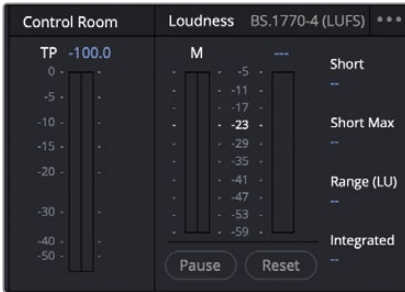 Control Room
Loudness BS.1770-4 (LUFS)
TP -100.0
0
-5
-10
-15
-20
-30
-40
-50
M ---
-5
-11
-17
-23
-29
-35
-41
-47
-53
-59
Short
--
Short Max
--
Range (LU)
--
Integrated
--
Pause Reset